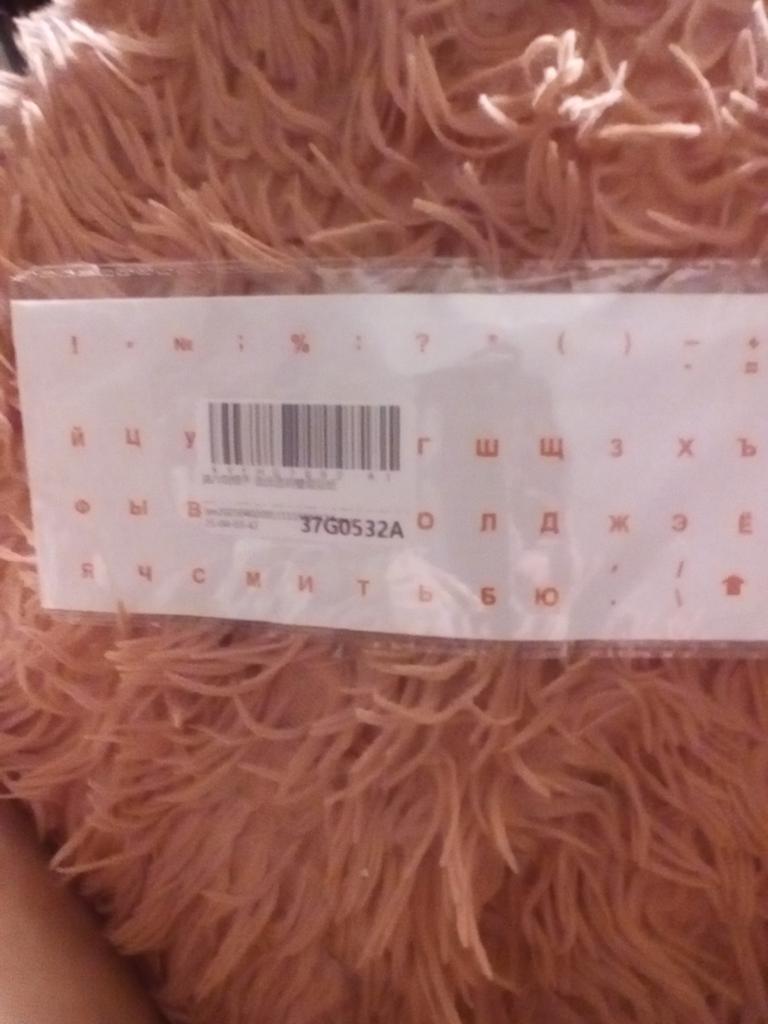 ! " № ; % : ? * ( ) — - + =
Й Ц У Г Ш Щ З Х Ъ
Ф Ы В О Л Д Ж Э Ё
37G0532A
Я Ч С М И Т Ь Б Ю , . / \